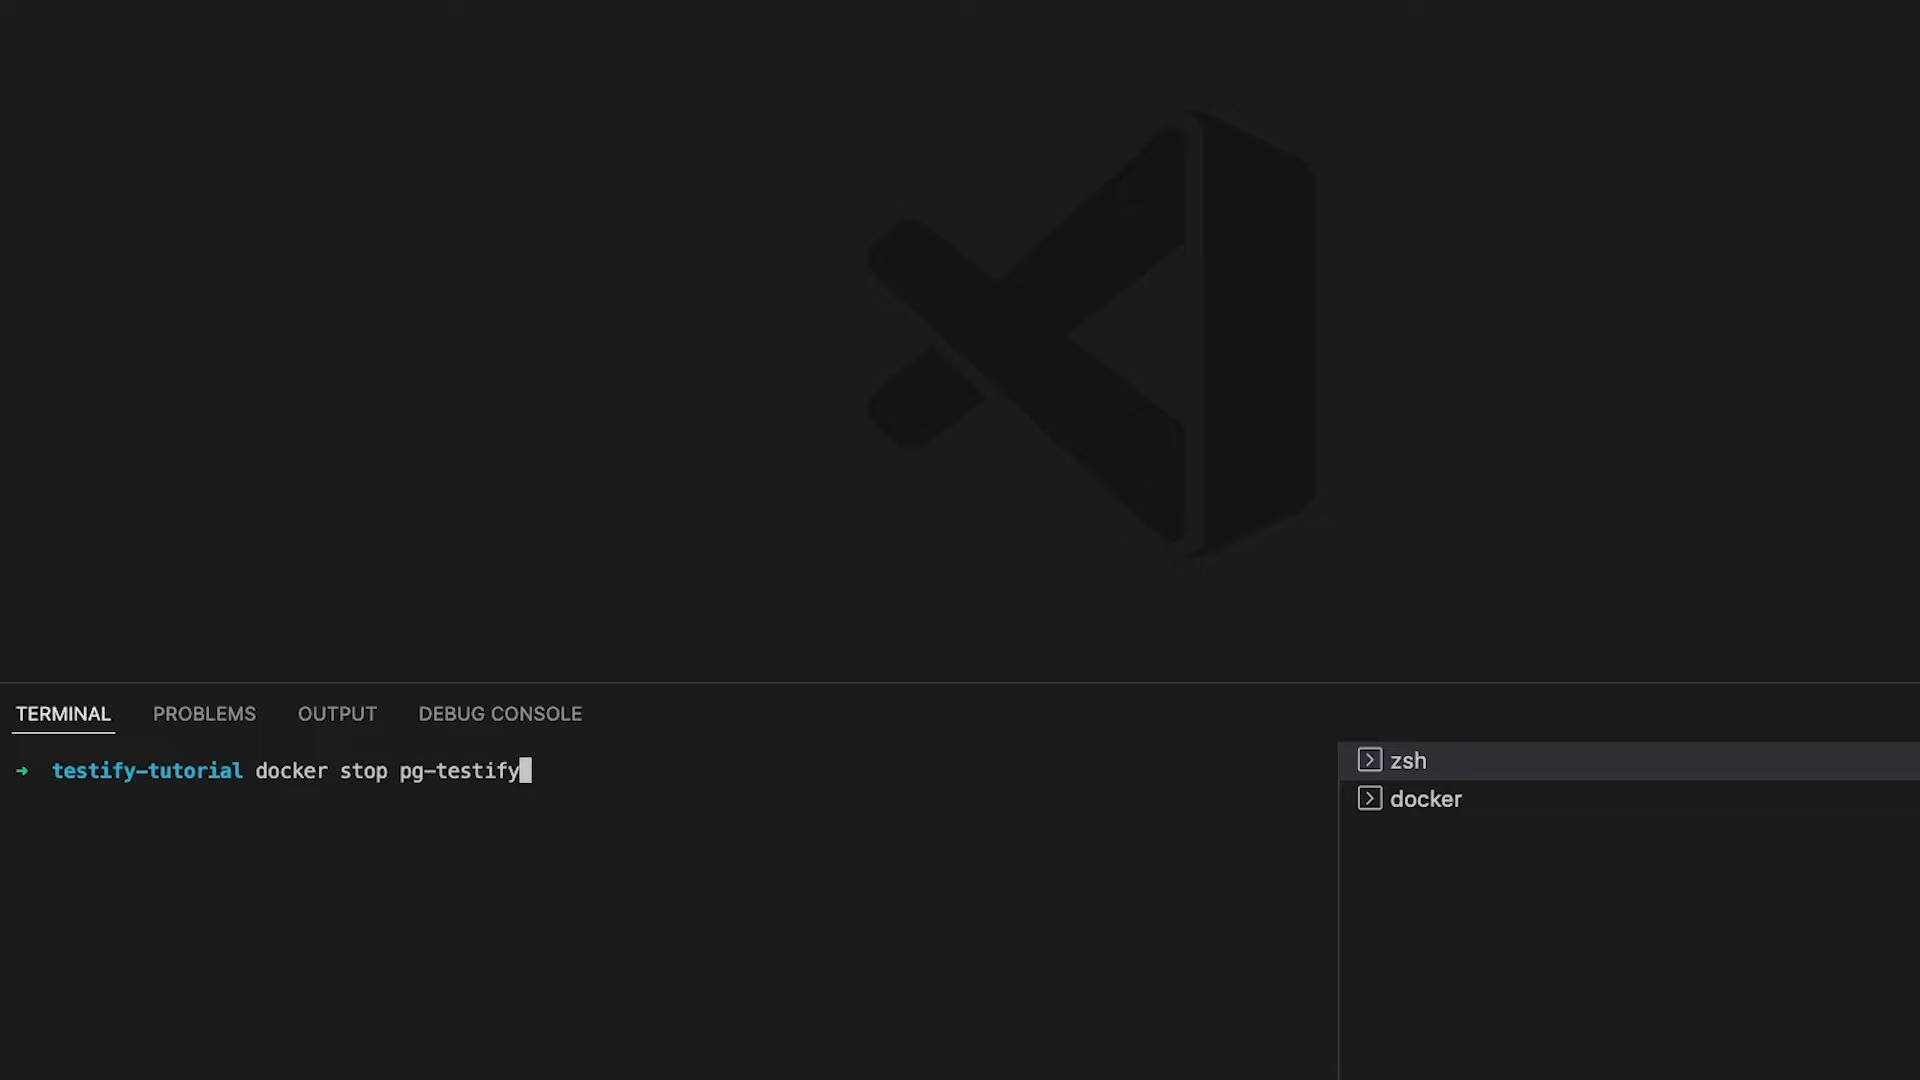 TERMINAL PROBLEMS OUTPUT DEBUG CONSOLE
→ testify-tutorial docker stop pg-testify
zsh
docker